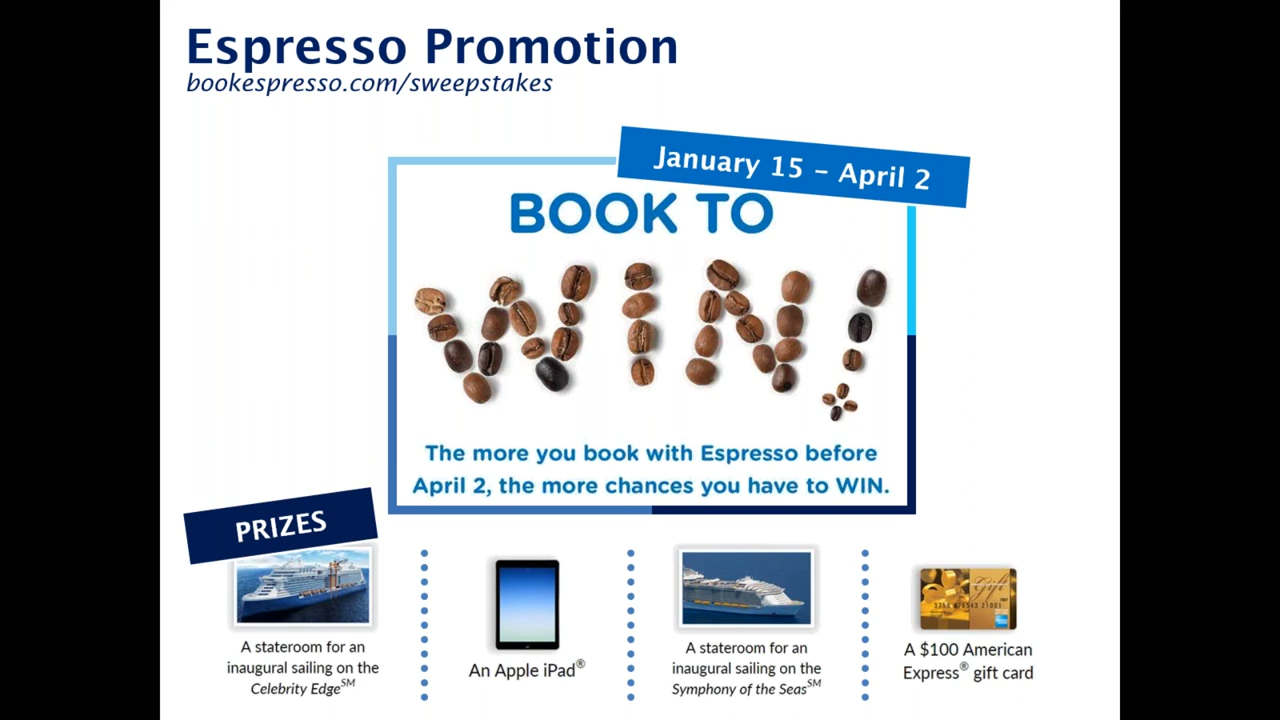 Espresso Promotion
bookespresso.com/sweepstakes
January 15 – April 2
BOOK TO
WIN!
The more you book with Espresso before
April 2, the more chances you have to WIN.
PRIZES
A stateroom for an
inaugural sailing on the
Celebrity Edge℠
An Apple iPad®
A stateroom for an
inaugural sailing on the
Symphony of the Seas℠
Gift
A $100 American
Express® gift card